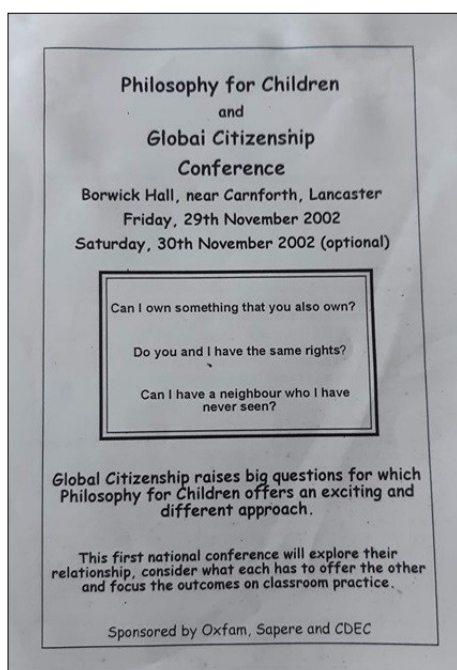 Philosophy for Children
and
Global Citizenship
Conference
Borwick Hall, near Carnforth, Lancaster
Friday, 29th November 2002
Saturday, 30th November 2002 (optional)
Can I own something that you also own?
Do you and I have the same rights?
Can I have a neighbour who I have
never seen?
Global Citizenship raises big questions for which
Philosophy for Children offers an exciting and
different approach.
This first national conference will explore their
relationship, consider what each has to offer the other
and focus the outcomes on classroom practice.
Sponsored by Oxfam, Sapere and CDEC